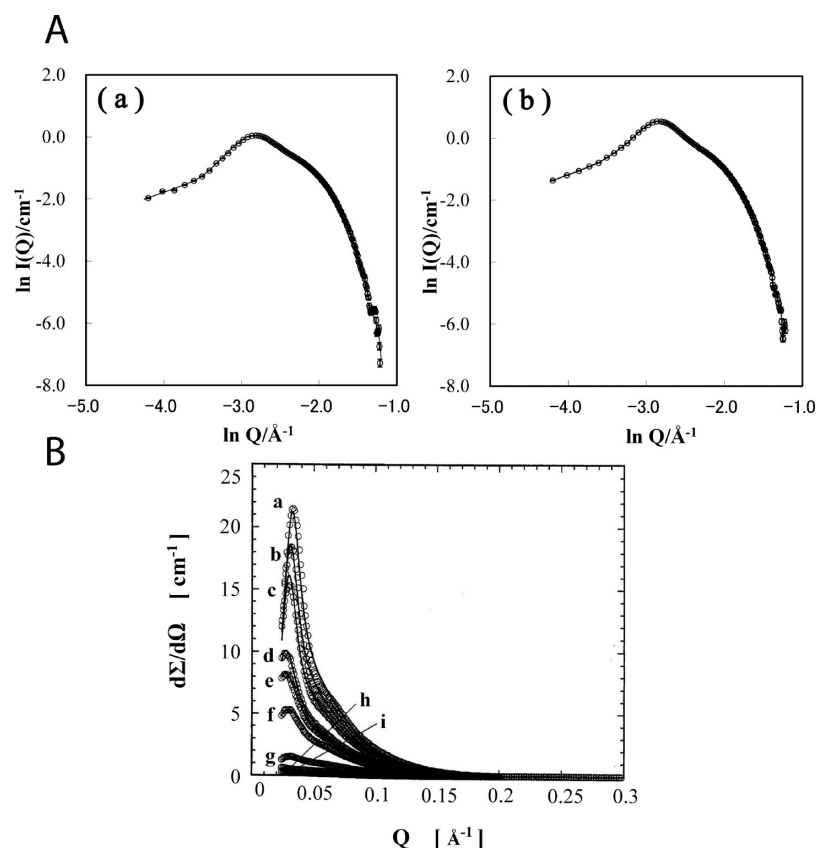 A
(a)
2.0
0.0
−2.0
−4.0
−6.0
−8.0
ln I(Q)/cm⁻¹
−5.0 −4.0 −3.0 −2.0 −1.0
ln Q/Å⁻¹
(b)
2.0
0.0
−2.0
−4.0
−6.0
−8.0
ln I(Q)/cm⁻¹
−5.0 −4.0 −3.0 −2.0 −1.0
ln Q/Å⁻¹
B
25
20
15
10
5
0
dΣ/dΩ [ cm⁻¹ ]
a
b
c
d
e
f
g
h
i
0 0.05 0.1 0.15 0.2 0.25 0.3
Q [ Å⁻¹ ]